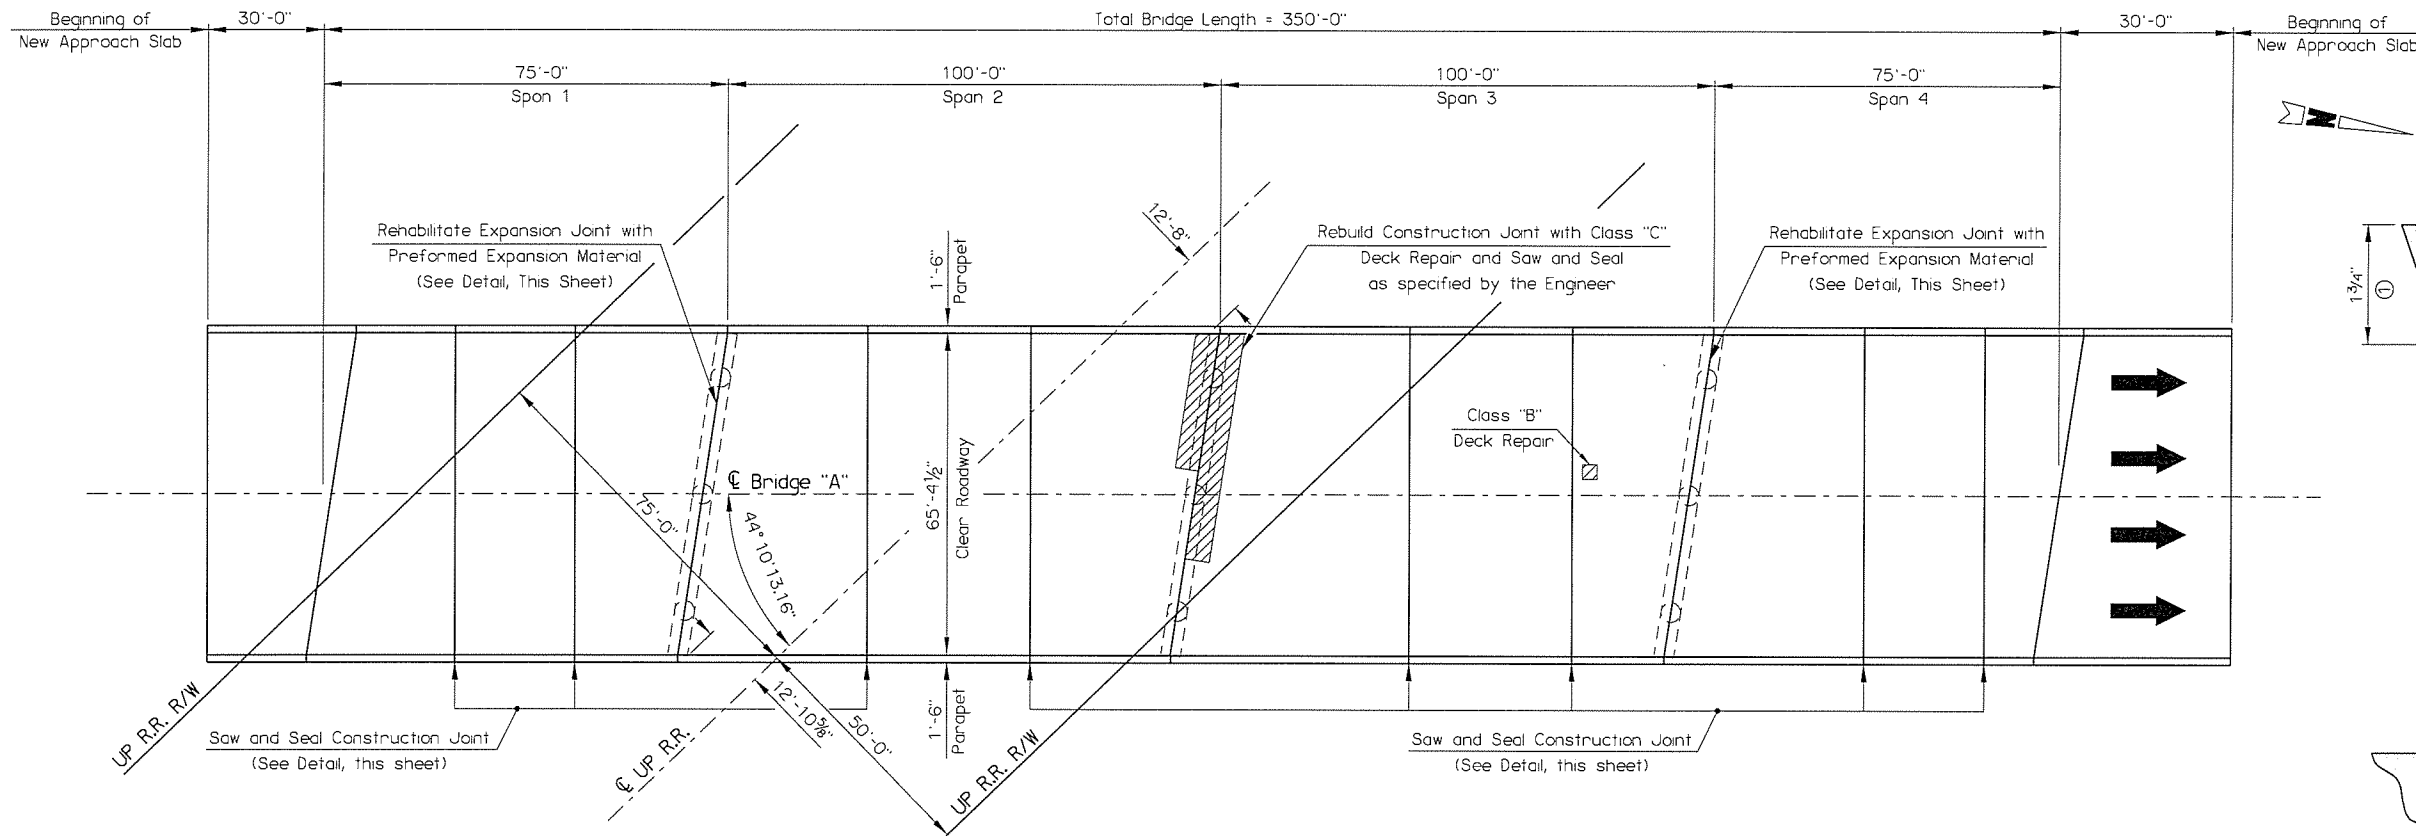 Beginning of
New Approach Slab
30'-0"
Total Bridge Length = 350'-0"
30'-0"
Beginning of
New Approach Slab
75'-0"
Spon 1
100'-0"
Span 2
100'-0"
Span 3
75'-0"
Span 4
N
Rehabilitate Expansion Joint with
Preformed Expansion Material
(See Detail, This Sheet)
1'-6"
Parapet
12'-8"
Rebuild Construction Joint with Class "C"
Deck Repair and Saw and Seal
as specified by the Engineer
Rehabilitate Expansion Joint with
Preformed Expansion Material
(See Detail, This Sheet)
1¾"
①
Class "B"
Deck Repair
℄ Bridge "A"
75'-0"
44°10'13.16"
65'-4½"
Clear Roadway
UP R.R. R/W
Saw and Seal Construction Joint
(See Detail, this sheet)
℄ UP R.R.
12'-10⅝"
50'-0"
1'-6"
Parapet
UP R.R. R/W
Saw and Seal Construction Joint
(See Detail, this sheet)